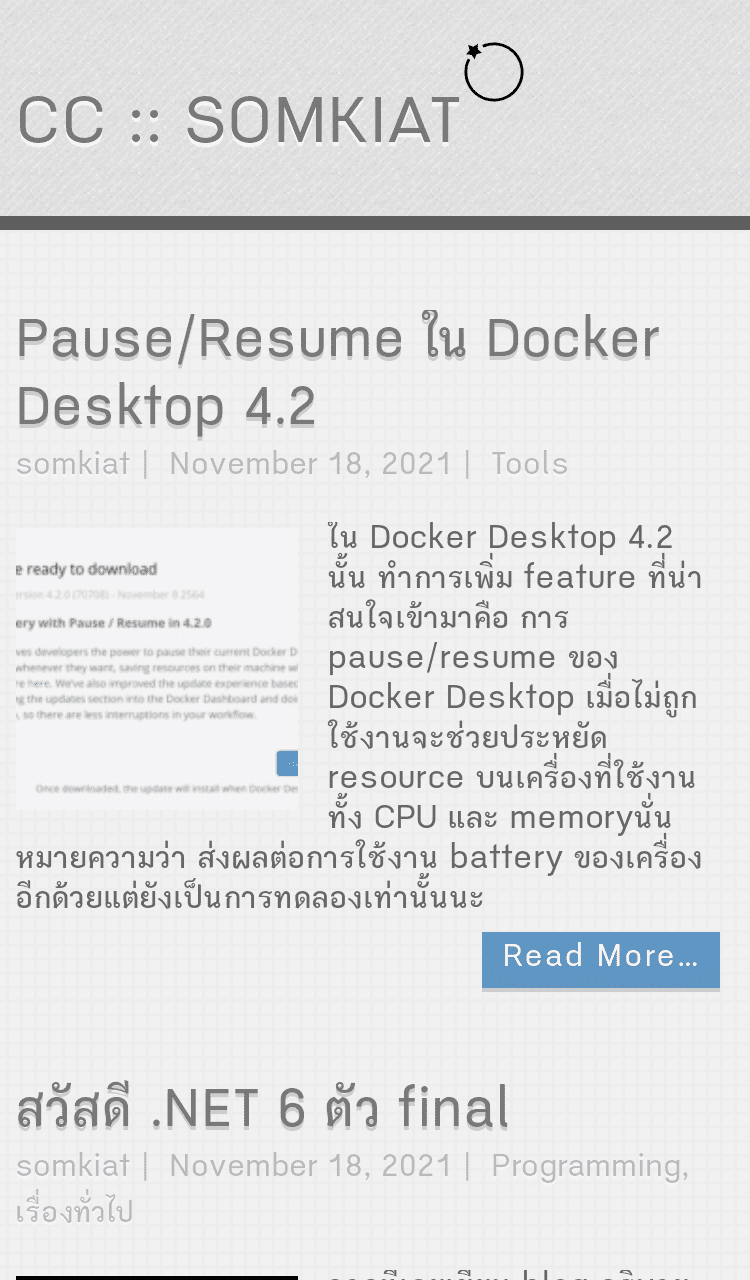 CC :: SOMKIAT
Pause/Resume ใน Docker
Desktop 4.2
somkiat | November 18, 2021 | Tools
e ready to download
ersion 4.2.0 (70708) · November 8 2564
ery with Pause / Resume in 4.2.0
ves developers the power to pause their current Docker D
whenever they want, saving resources on their machine wi
re here. We've also improved the update experience based
ng the updates section into the Docker Dashboard and doi
, so there are less interruptions in your workflow.
Once downloaded, the update will install when Docker Des
ใน Docker Desktop 4.2
นั้น ทำการเพิ่ม feature ที่น่า
สนใจเข้ามาคือ การ
pause/resume ของ
Docker Desktop เมื่อไม่ถูก
ใช้งานจะช่วยประหยัด
resource บนเครื่องที่ใช้งาน
ทั้ง CPU และ memoryนั่น
หมายความว่า ส่งผลต่อการใช้งาน battery ของเครื่อง
อีกด้วยแต่ยังเป็นการทดลองเท่านั้นนะ
Read More…
สวัสดี .NET 6 ตัว final
somkiat | November 18, 2021 | Programming,
เรื่องทั่วไป